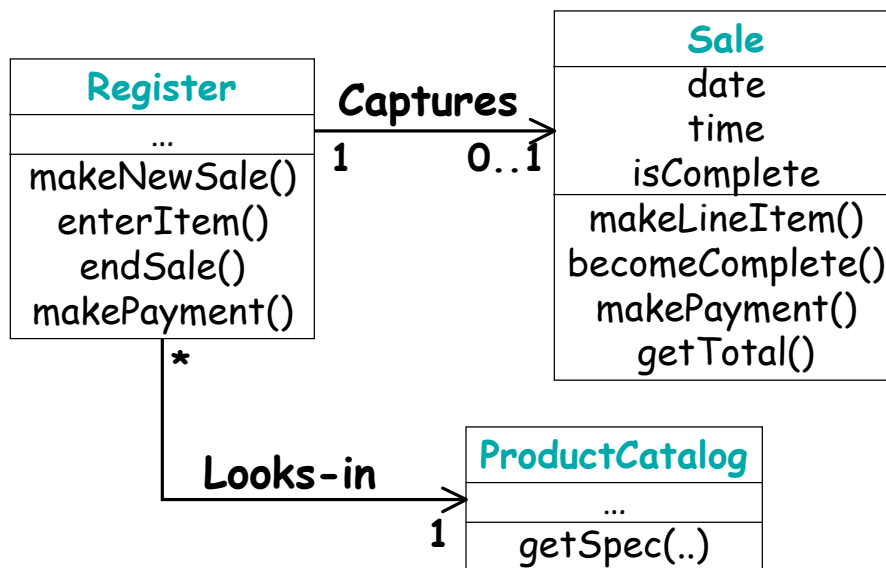 Register
...
makeNewSale()
enterItem()
endSale()
makePayment()
Captures
1
0..1
Sale
date
time
isComplete
makeLineItem()
becomeComplete()
makePayment()
getTotal()
*
Looks-in
1
ProductCatalog
...
getSpec(..)